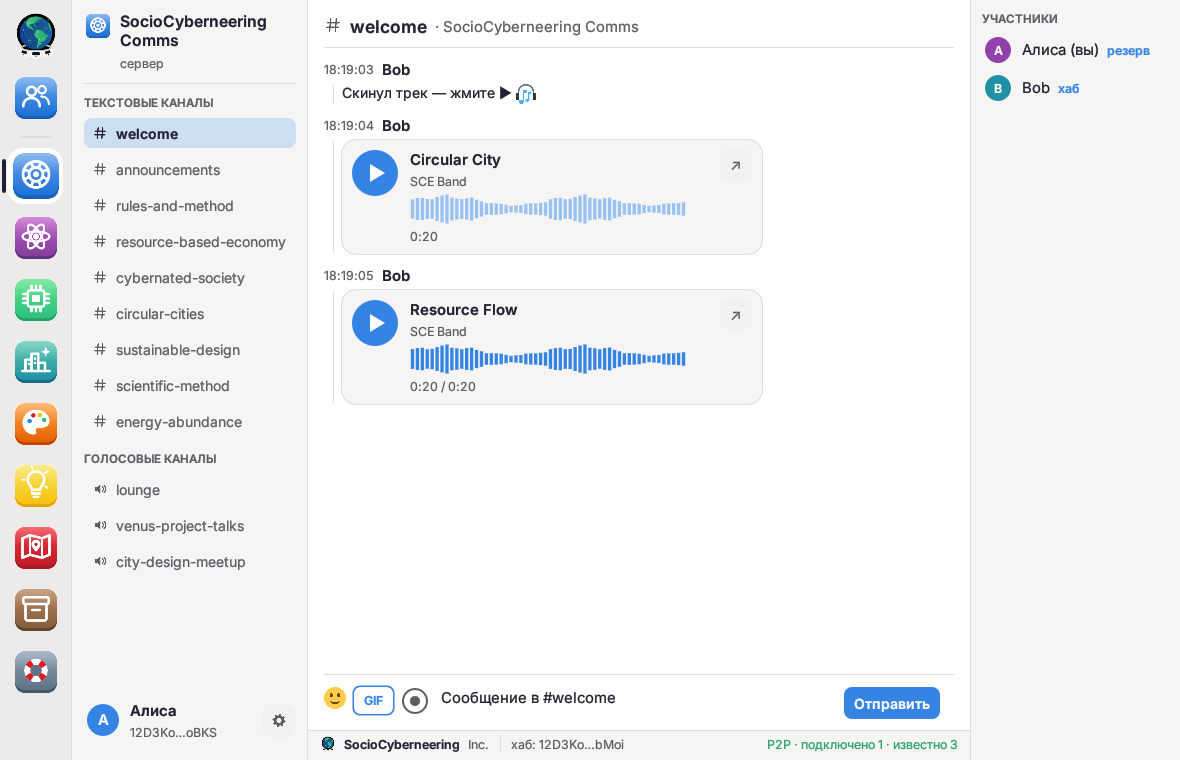 SocioCyberneering
Comms
сервер
ТЕКСТОВЫЕ КАНАЛЫ
# welcome
# announcements
# rules-and-method
# resource-based-economy
# cybernated-society
# circular-cities
# sustainable-design
# scientific-method
# energy-abundance
ГОЛОСОВЫЕ КАНАЛЫ
lounge
venus-project-talks
city-design-meetup
А
Алиса
12D3Ko...oBKS
# welcome · SocioCyberneering Comms
18:19:03 Bob
Скинул трек — жмите ▶ 🎧
18:19:04 Bob
Circular City
SCE Band
0:20
18:19:05 Bob
Resource Flow
SCE Band
0:20 / 0:20
GIF
Сообщение в #welcome
Отправить
SocioCyberneering Inc.
хаб: 12D3Ko...bMoi
P2P · подключено 1 · известно 3
УЧАСТНИКИ
А Алиса (вы) резерв
B Bob хаб